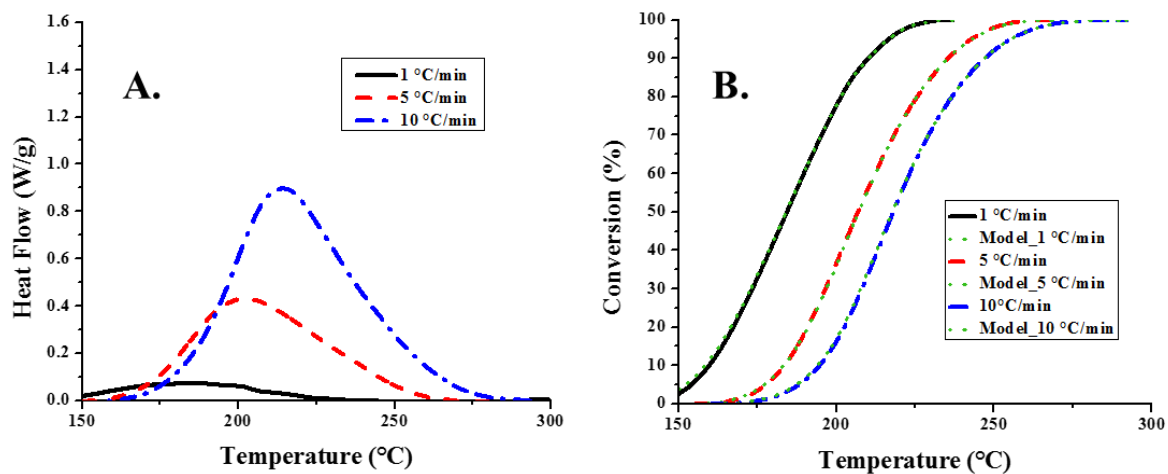 A.
1 °C/min
5 °C/min
10 °C/min
1.6
1.4
1.2
1.0
0.8
0.6
0.4
0.2
0.0
Heat Flow (W/g)
150
200
250
300
Temperature (°C)
B.
1 °C/min
Model_1 °C/min
5 °C/min
Model_5 °C/min
10°C/min
Model_10 °C/min
100
90
80
70
60
50
40
30
20
10
0
Conversion (%)
150
200
250
300
Temperature (°C)